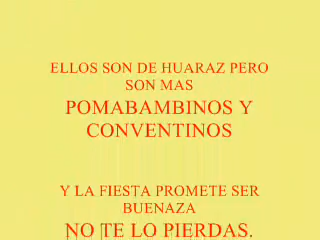 ELLOS SON DE HUARAZ PERO
SON MAS
POMABAMBINOS Y
CONVENTINOS
Y LA FIESTA PROMETE SER
BUENAZA
NO TE LO PIERDAS.